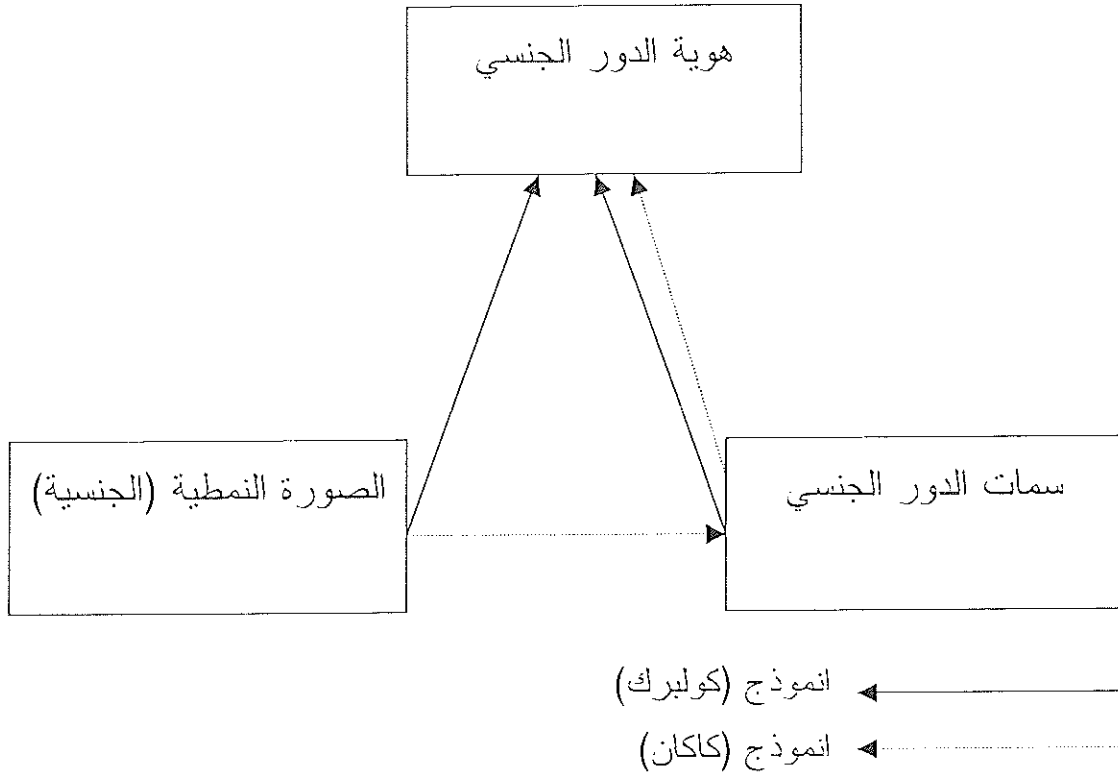 هوية الدور الجنسي
سمات الدور الجنسي
الصورة النمطية (الجنسية)
انموذج (كولبرك)
انموذج (كاكان)